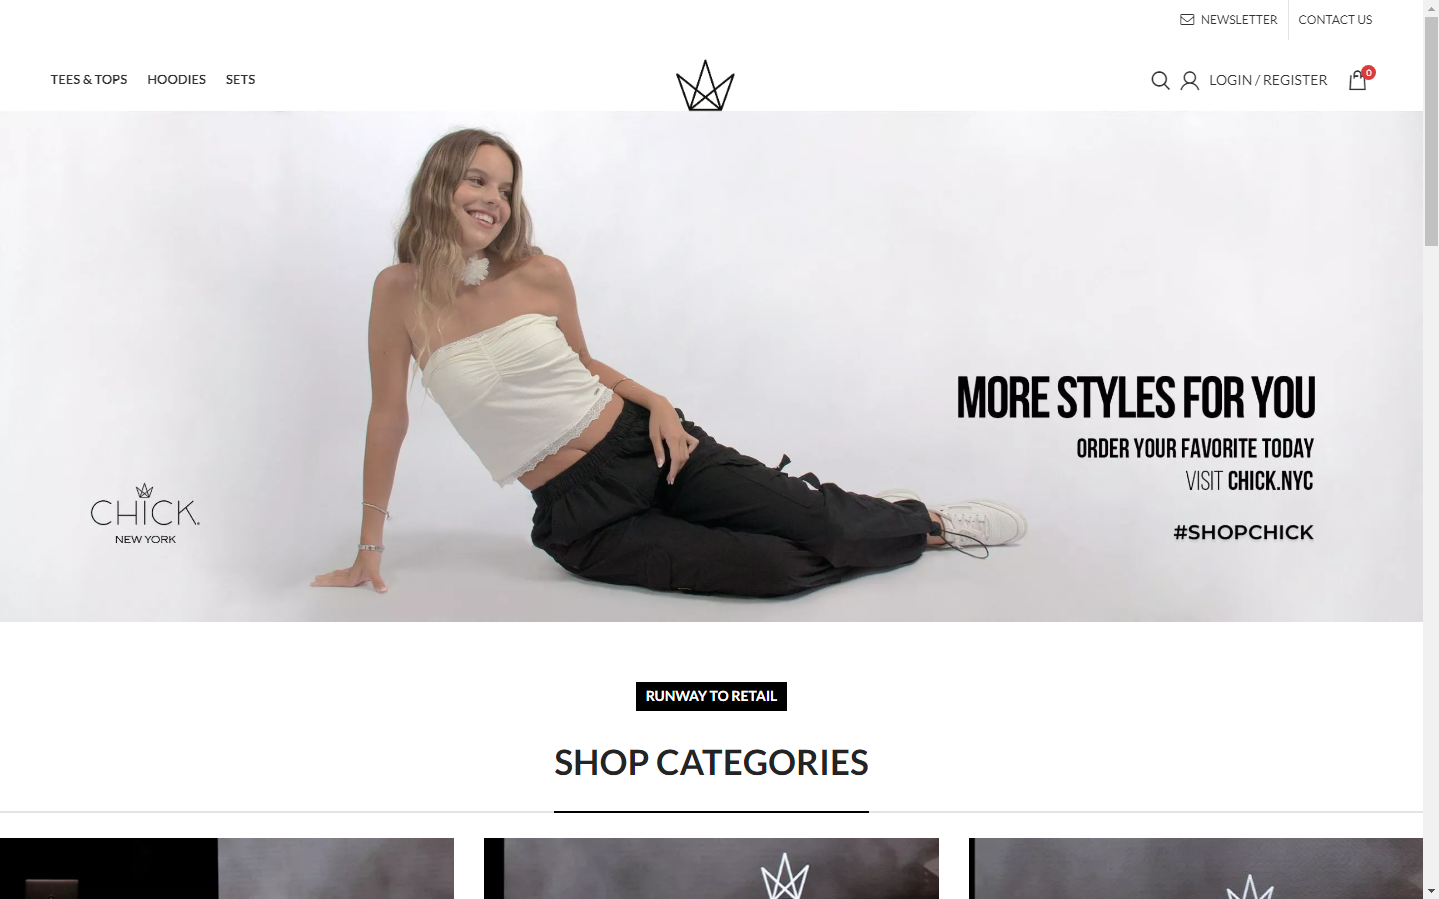 NEWSLETTER
CONTACT US
TEES & TOPS
HOODIES
SETS
LOGIN / REGISTER
0
MORE STYLES FOR YOU
ORDER YOUR FAVORITE TODAY
VISIT CHICK.NYC
#SHOPCHICK
CHICK
NEW YORK
RUNWAY TO RETAIL
SHOP CATEGORIES